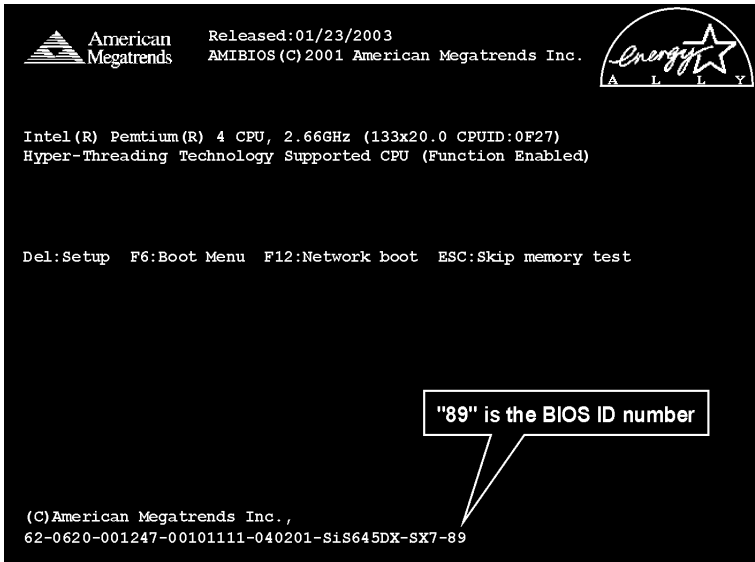 American
Megatrends
Released:01/23/2003
AMIBIOS(C)2001 American Megatrends Inc.
energy
A L L Y
Intel(R) Pemtium(R) 4 CPU, 2.66GHz (133x20.0 CPUID:0F27)
Hyper-Threading Technology Supported CPU (Function Enabled)
Del:Setup F6:Boot Menu F12:Network boot ESC:Skip memory test
"89" is the BIOS ID number
(C)American Megatrends Inc.,
62-0620-001247-00101111-040201-SiS645DX-SX7-89